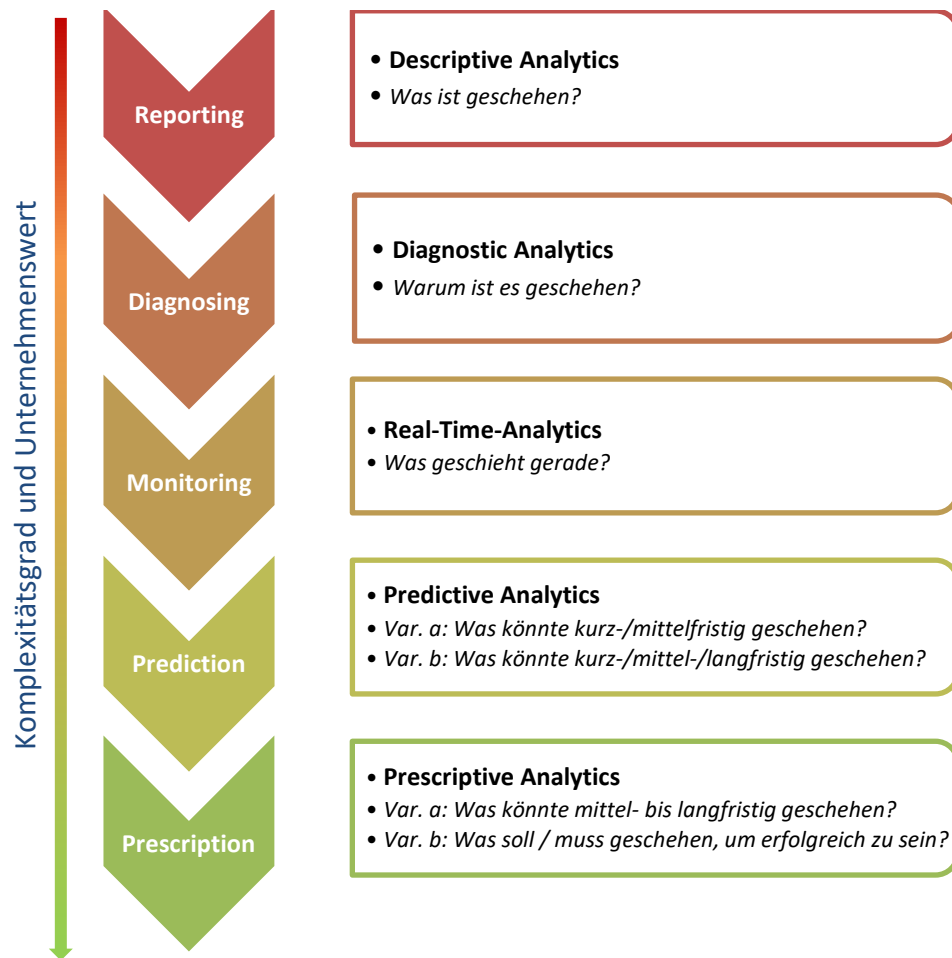 Komplexitätsgrad und Unternehmenswert
Reporting
• Descriptive Analytics
• Was ist geschehen?
Diagnosing
• Diagnostic Analytics
• Warum ist es geschehen?
Monitoring
• Real-Time-Analytics
• Was geschieht gerade?
Prediction
• Predictive Analytics
• Var. a: Was könnte kurz-/mittelfristig geschehen?
• Var. b: Was könnte kurz-/mittel-/langfristig geschehen?
Prescription
• Prescriptive Analytics
• Var. a: Was könnte mittel- bis langfristig geschehen?
• Var. b: Was soll / muss geschehen, um erfolgreich zu sein?